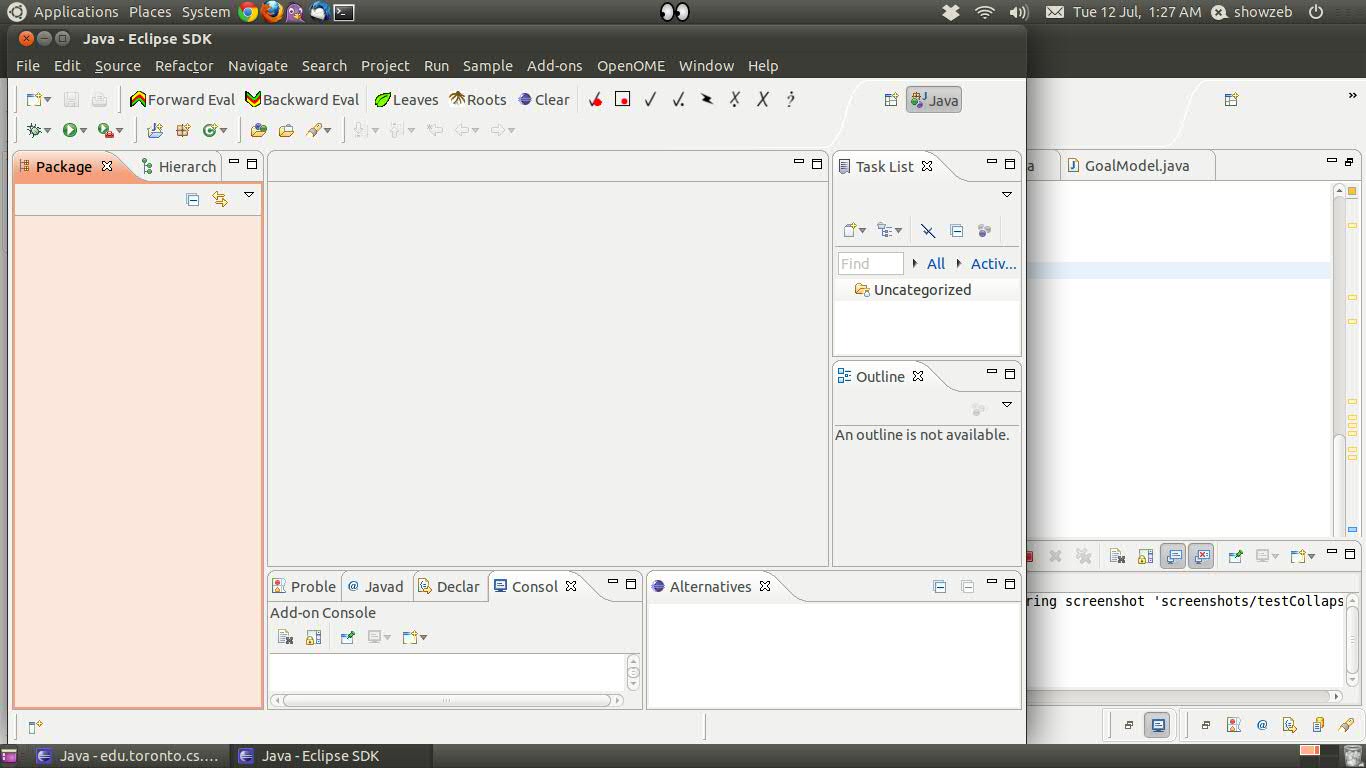 Applications Places System Tue 12 Jul, 1:27 AM showzeb
Java - Eclipse SDK
File Edit Source Refactor Navigate Search Project Run Sample Add-ons OpenOME Window Help
Forward Eval Backward Eval Leaves Roots Clear Java
Package Hierarch Task List a GoalModel.java
Find All Activ...
Uncategorized
Outline
An outline is not available.
Proble Javad Declar Consol Alternatives
Add-on Console
ring screenshot 'screenshots/testCollaps
Java - edu.toronto.cs.... Java - Eclipse SDK